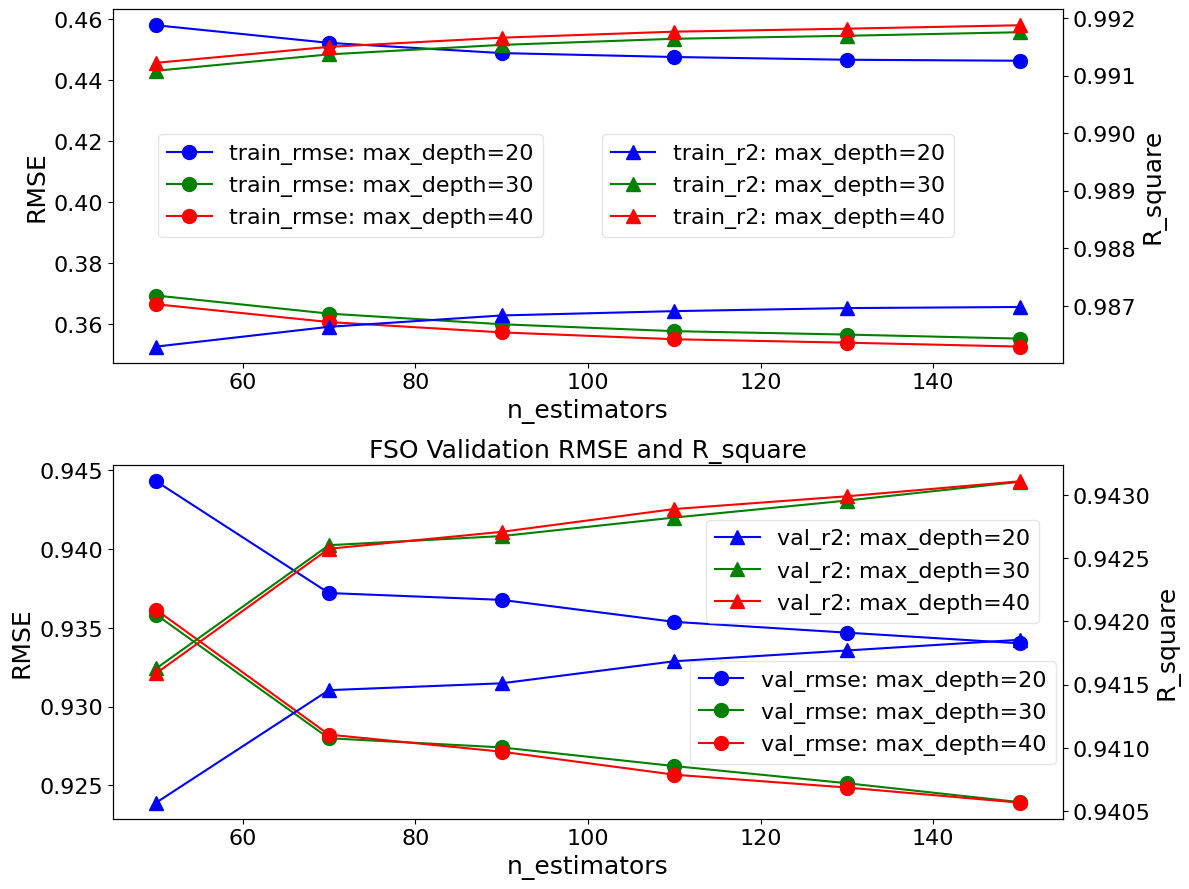 0.46
0.44
0.42
0.40
0.38
0.36
RMSE
train_rmse: max_depth=20
train_rmse: max_depth=30
train_rmse: max_depth=40
train_r2: max_depth=20
train_r2: max_depth=30
train_r2: max_depth=40
0.992
0.991
0.990
0.989
0.988
0.987
R_square
60 80 100 120 140
n_estimators
FSO Validation RMSE and R_square
0.945
0.940
0.935
0.930
0.925
RMSE
val_r2: max_depth=20
val_r2: max_depth=30
val_r2: max_depth=40
val_rmse: max_depth=20
val_rmse: max_depth=30
val_rmse: max_depth=40
0.9430
0.9425
0.9420
0.9415
0.9410
0.9405
R_square
60 80 100 120 140
n_estimators